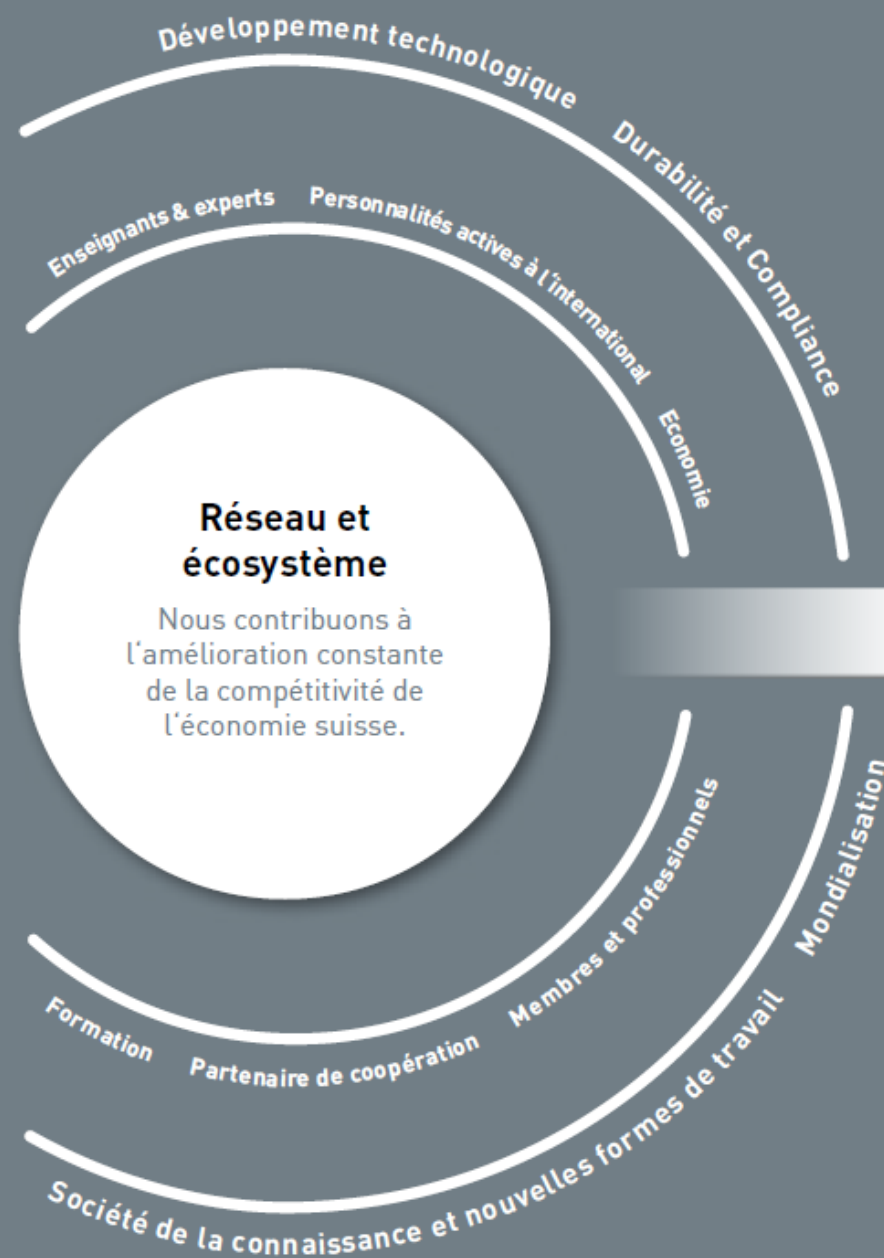 Développement technologique
Durabilité et Compliance
Enseignants & experts
Personnalités actives à l‘international
Economie
Réseau et
écosystème
Nous contribuons à
l‘amélioration constante
de la compétitivité de
l‘économie suisse.
Mondialisation
Membres et professionnels
Formation
Partenaire de coopération
Société de la connaissance et nouvelles formes de travail